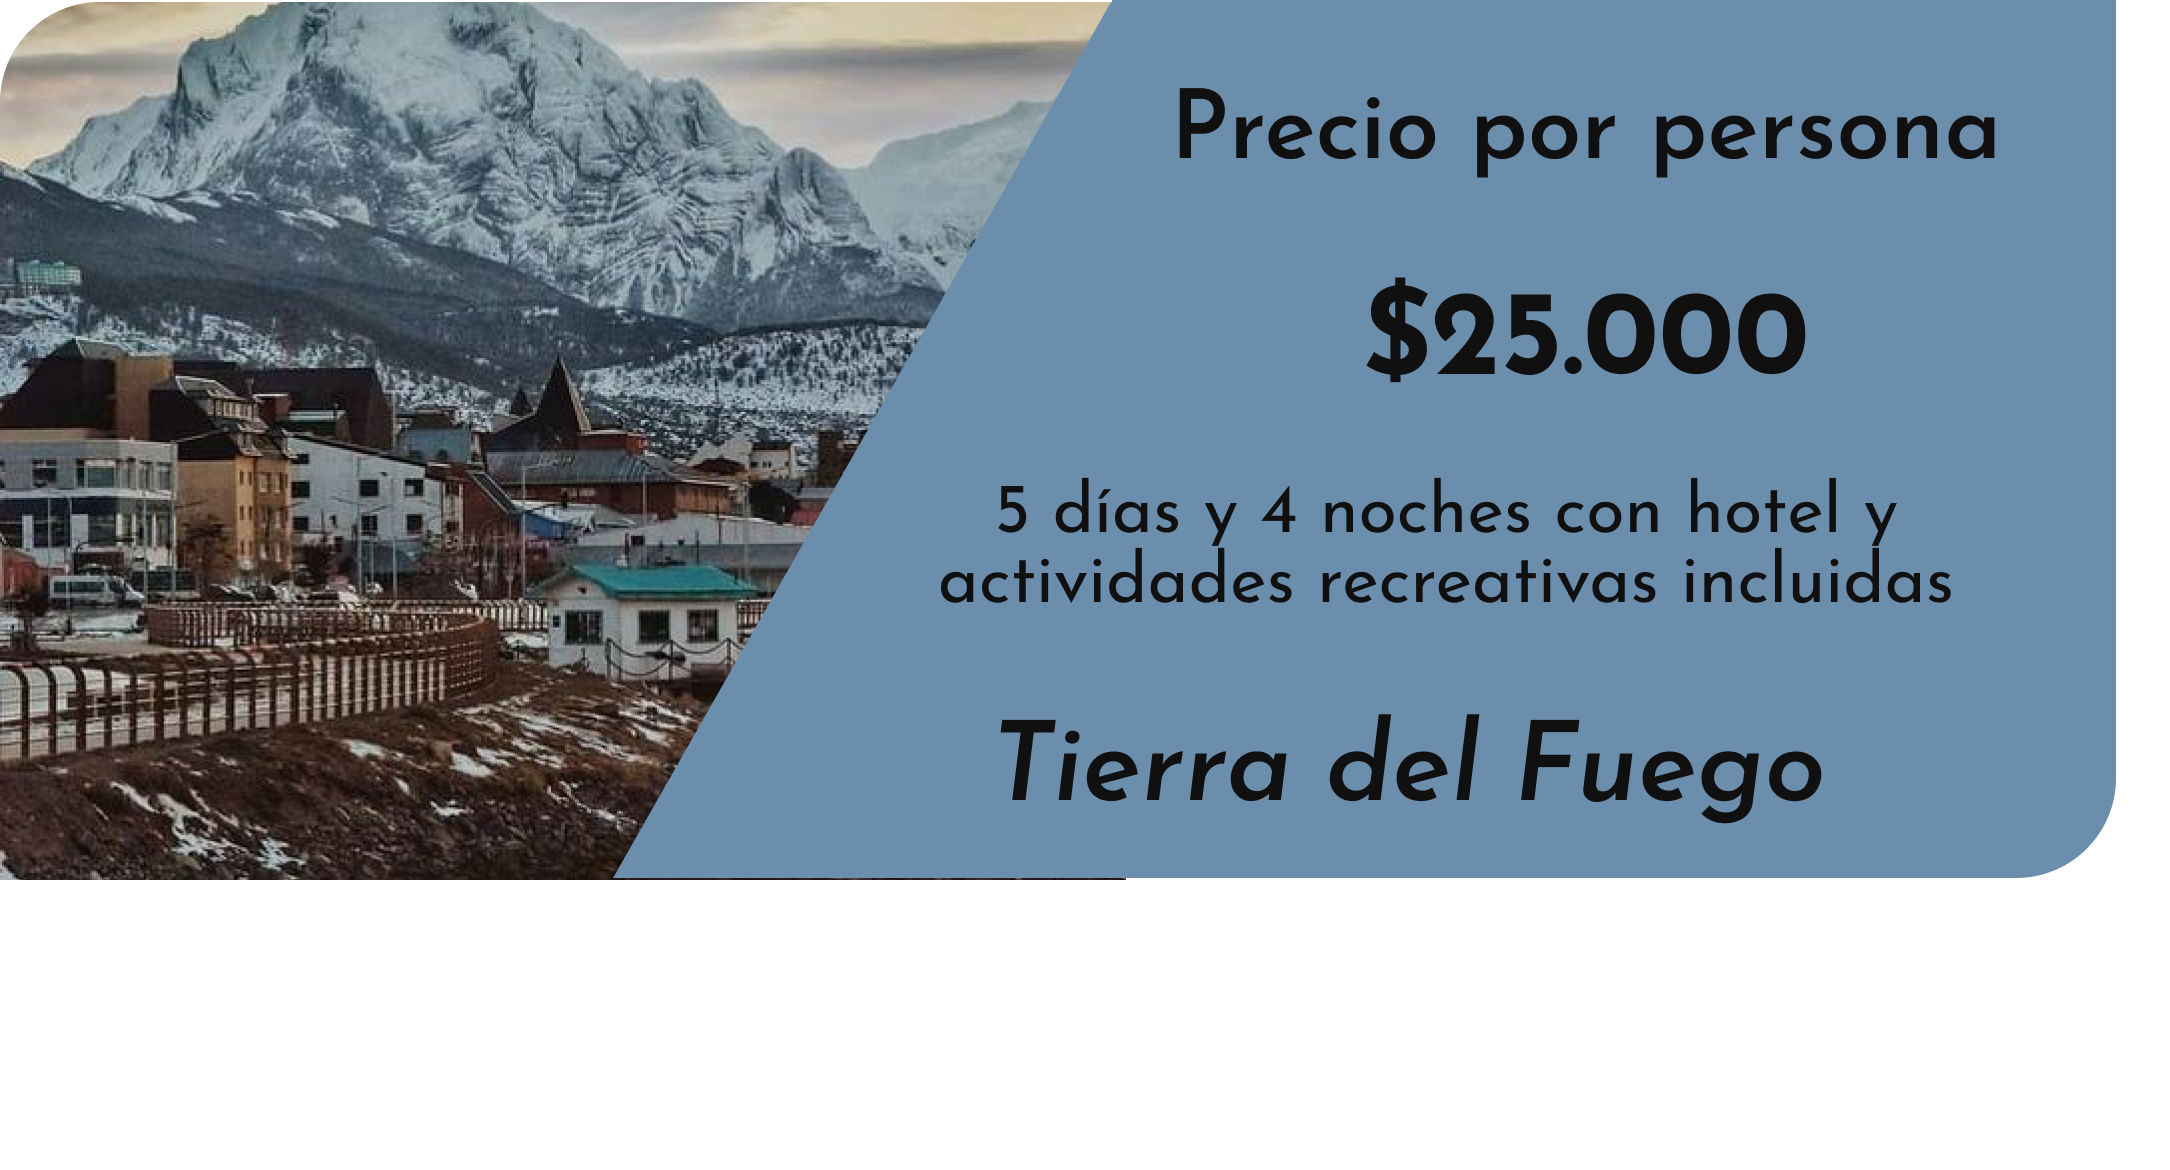 Precio por persona
$25.000
5 días y 4 noches con hotel y
actividades recreativas incluidas
Tierra del Fuego